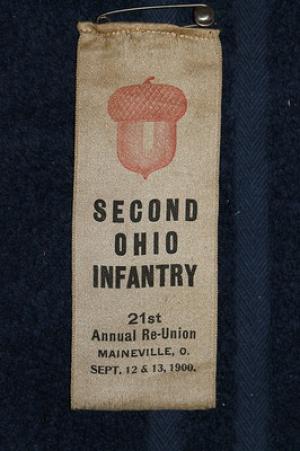 SECOND
OHIO
INFANTRY
21st
Annual Re-Union
MAINEVILLE, O.
SEPT. 12 & 13, 1900.